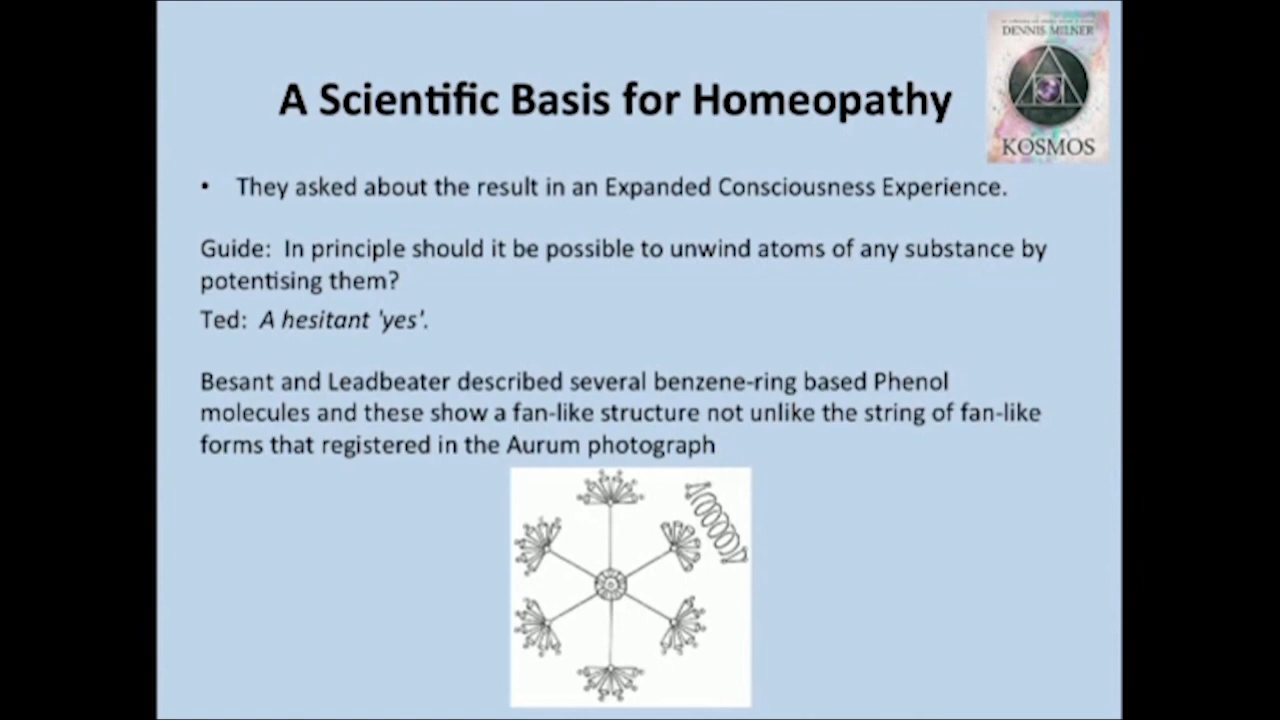 DENNIS MILNER
A Scientific Basis for Homeopathy
KOSMOS
• They asked about the result in an Expanded Consciousness Experience.
Guide: In principle should it be possible to unwind atoms of any substance by
potentising them?
Ted: A hesitant 'yes'.
Besant and Leadbeater described several benzene-ring based Phenol
molecules and these show a fan-like structure not unlike the string of fan-like
forms that registered in the Aurum photograph